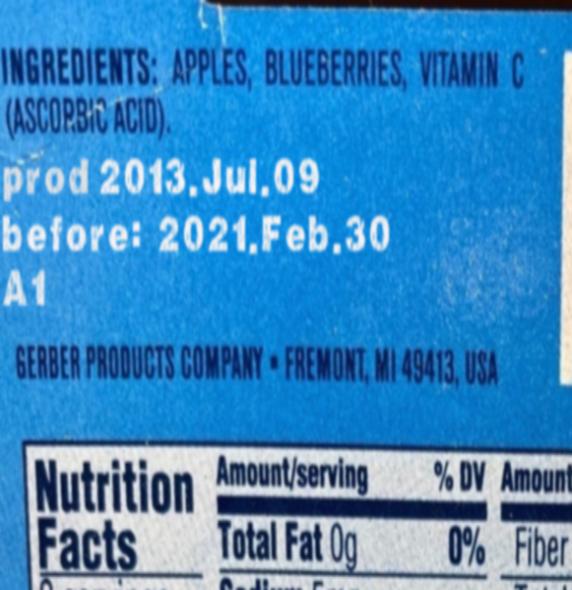 INGREDIENTS: APPLES, BLUEBERRIES, VITAMIN C
(ASCORBIC ACID).
prod 2013.Jul.09
before: 2021.Feb.30
A1
GERBER PRODUCTS COMPANY • FREMONT, MI 49413, USA
Nutrition Facts
Amount/serving % DV Amount
Total Fat 0g 0% Fiber